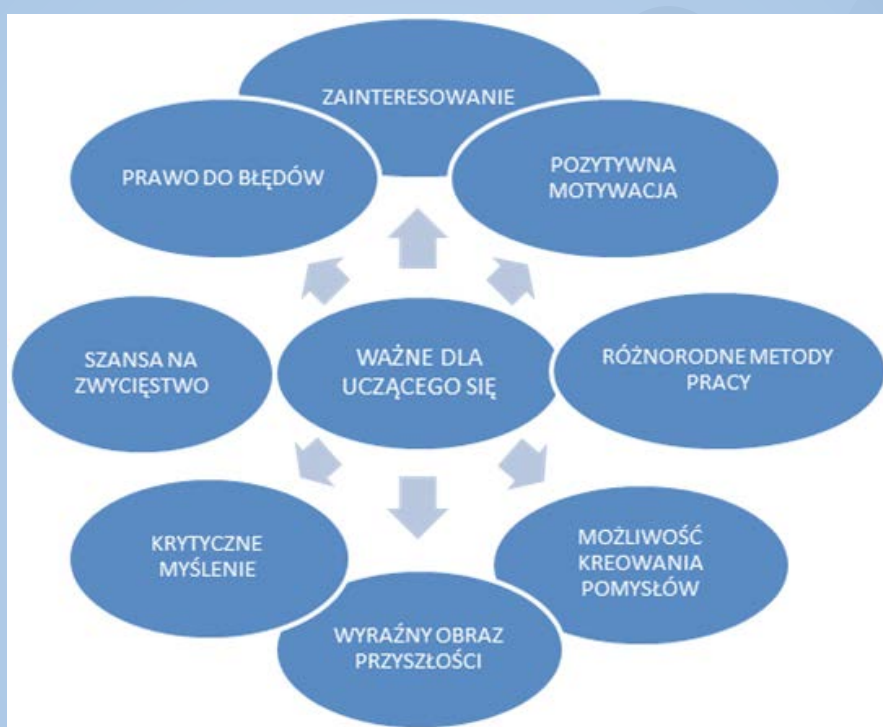 ZAINTERESOWANIE
PRAWO DO BŁĘDÓW
POZYTYWNA
MOTYWACJA
SZANSA NA
ZWYCIĘSTWO
WAŻNE DLA
UCZĄCEGO SIĘ
RÓŻNORODNE METODY
PRACY
KRYTYCZNE
MYŚLENIE
MOŻLIWOŚĆ
KREOWANIA
POMYSŁÓW
WYRAŹNY OBRAZ
PRZYSZŁOŚCI